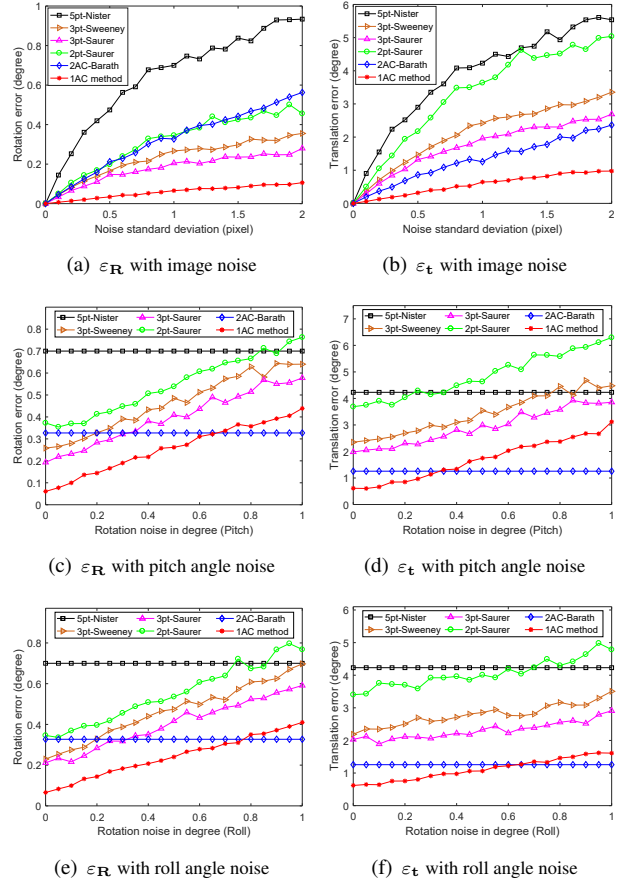 5pt-Nister
3pt-Sweeney
3pt-Saurer
2pt-Saurer
2AC-Barath
1AC method
Rotation error (degree)
1
0.8
0.6
0.4
0.2
0
0 0.5 1 1.5 2
Noise standard deviation (pixel)
(a) εR with image noise
5pt-Nister
3pt-Sweeney
3pt-Saurer
2pt-Saurer
2AC-Barath
1AC method
Translation error (degree)
6
5
4
3
2
1
0
0 0.5 1 1.5 2
Noise standard deviation (pixel)
(b) εt with image noise
5pt-Nister 3pt-Saurer 2AC-Barath
3pt-Sweeney 2pt-Saurer 1AC method
Rotation error (degree)
0.8
0.7
0.6
0.5
0.4
0.3
0.2
0.1
0
0 0.2 0.4 0.6 0.8 1
Rotation noise in degree (Pitch)
(c) εR with pitch angle noise
5pt-Nister 3pt-Saurer 2AC-Barath
3pt-Sweeney 2pt-Saurer 1AC method
Translation error (degree)
7
6
5
4
3
2
1
0
0 0.2 0.4 0.6 0.8 1
Rotation noise in degree (Pitch)
(d) εt with pitch angle noise
5pt-Nister 3pt-Saurer 2AC-Barath
3pt-Sweeney 2pt-Saurer 1AC method
Rotation error (degree)
0.8
0.6
0.4
0.2
0
0 0.2 0.4 0.6 0.8 1
Rotation noise in degree (Roll)
(e) εR with roll angle noise
5pt-Nister 3pt-Saurer 2AC-Barath
3pt-Sweeney 2pt-Saurer 1AC method
Translation error (degree)
6
5
4
3
2
1
0
0 0.2 0.4 0.6 0.8 1
Rotation noise in degree (Roll)
(f) εt with roll angle noise